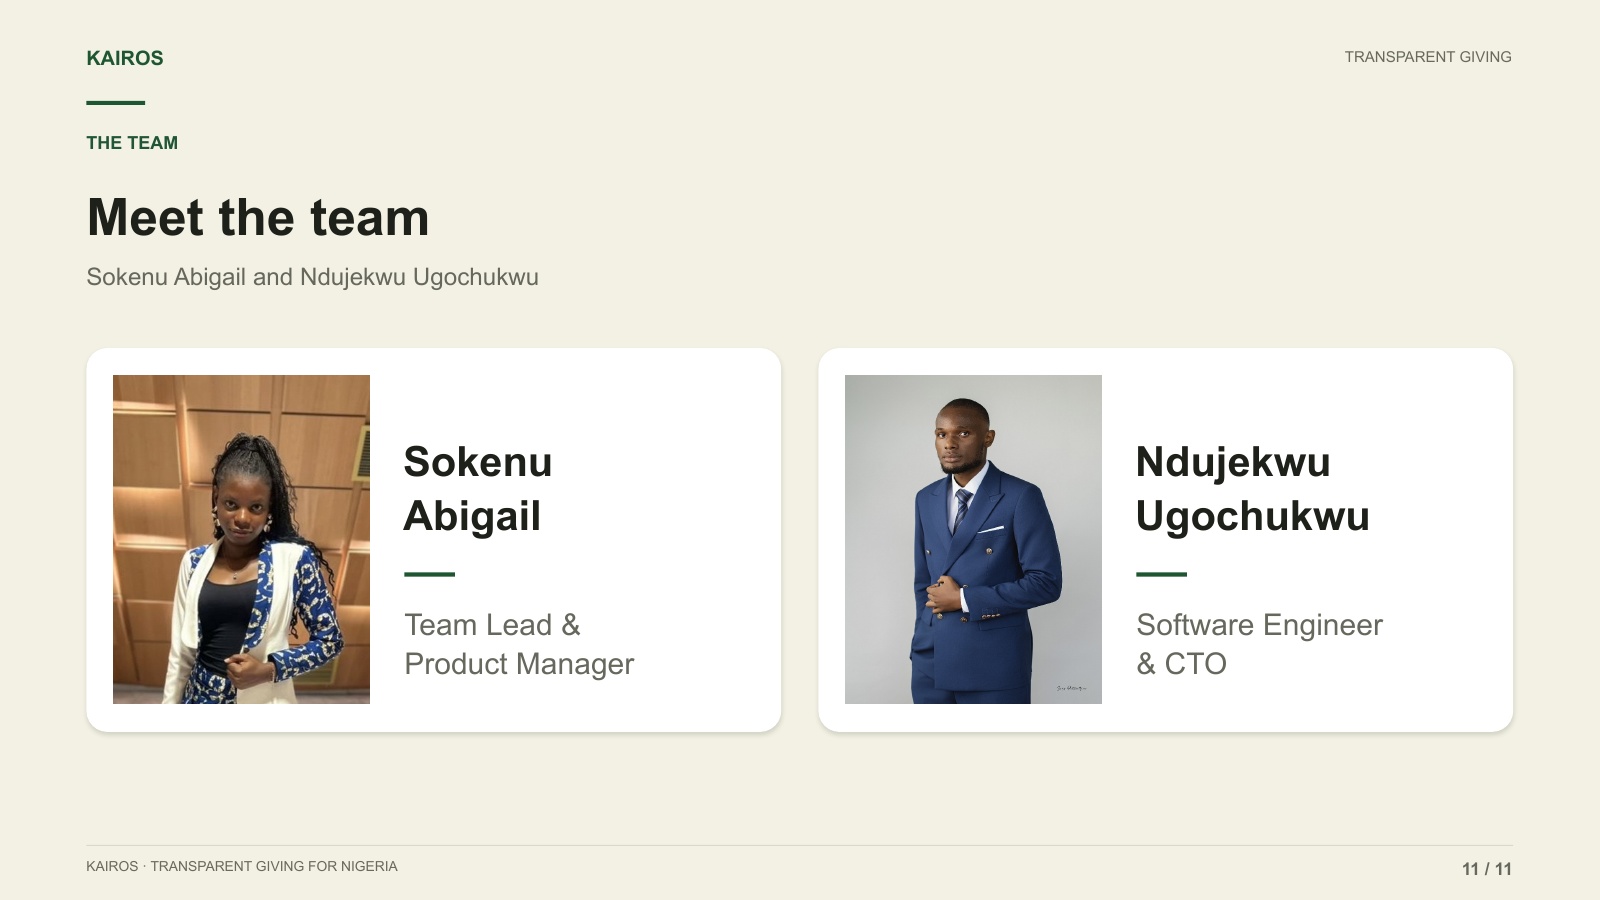 KAIROS
TRANSPARENT GIVING
THE TEAM
Meet the team
Sokenu Abigail and Ndujekwu Ugochukwu
Sokenu
Abigail
Team Lead &
Product Manager
Ndujekwu
Ugochukwu
Software Engineer
& CTO
KAIROS · TRANSPARENT GIVING FOR NIGERIA
11 / 11